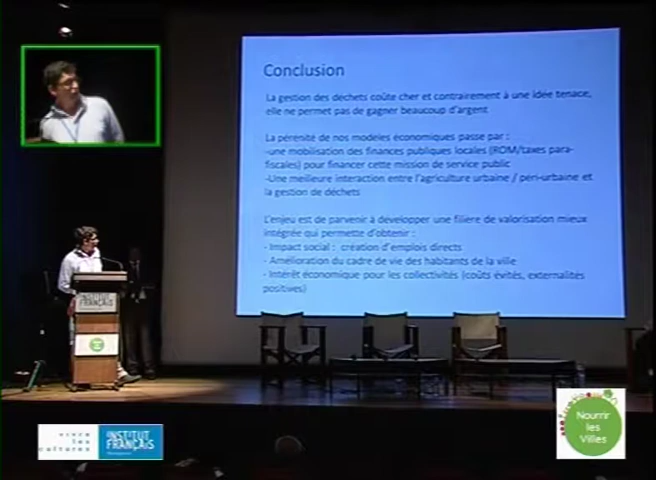 Conclusion
La gestion des déchets coûte cher et contrairement à une idée tenace,
elle ne permet pas de gagner beaucoup d'argent
La pérénité de nos modèles économiques passe par :
-une mobilisation des finances publiques locales (ROM/taxes para-
fiscales) pour financer cette mission de service public
-Une meilleure interaction entre l'agriculture urbaine / péri-urbaine et
la gestion de déchets
L'enjeu est de parvenir à développer une filière de valorisation mieux
intégrée qui permette d'obtenir :
- Impact social : création d'emplois directs
- Amélioration du cadre de vie des habitants de la ville
- Intérêt économique pour les collectivités (coûts évités, externalités
positives)
INSTITUT
FRANÇAIS
vivre les
cultures
INSTITUT
FRANÇAIS
Nourrir
les
Villes